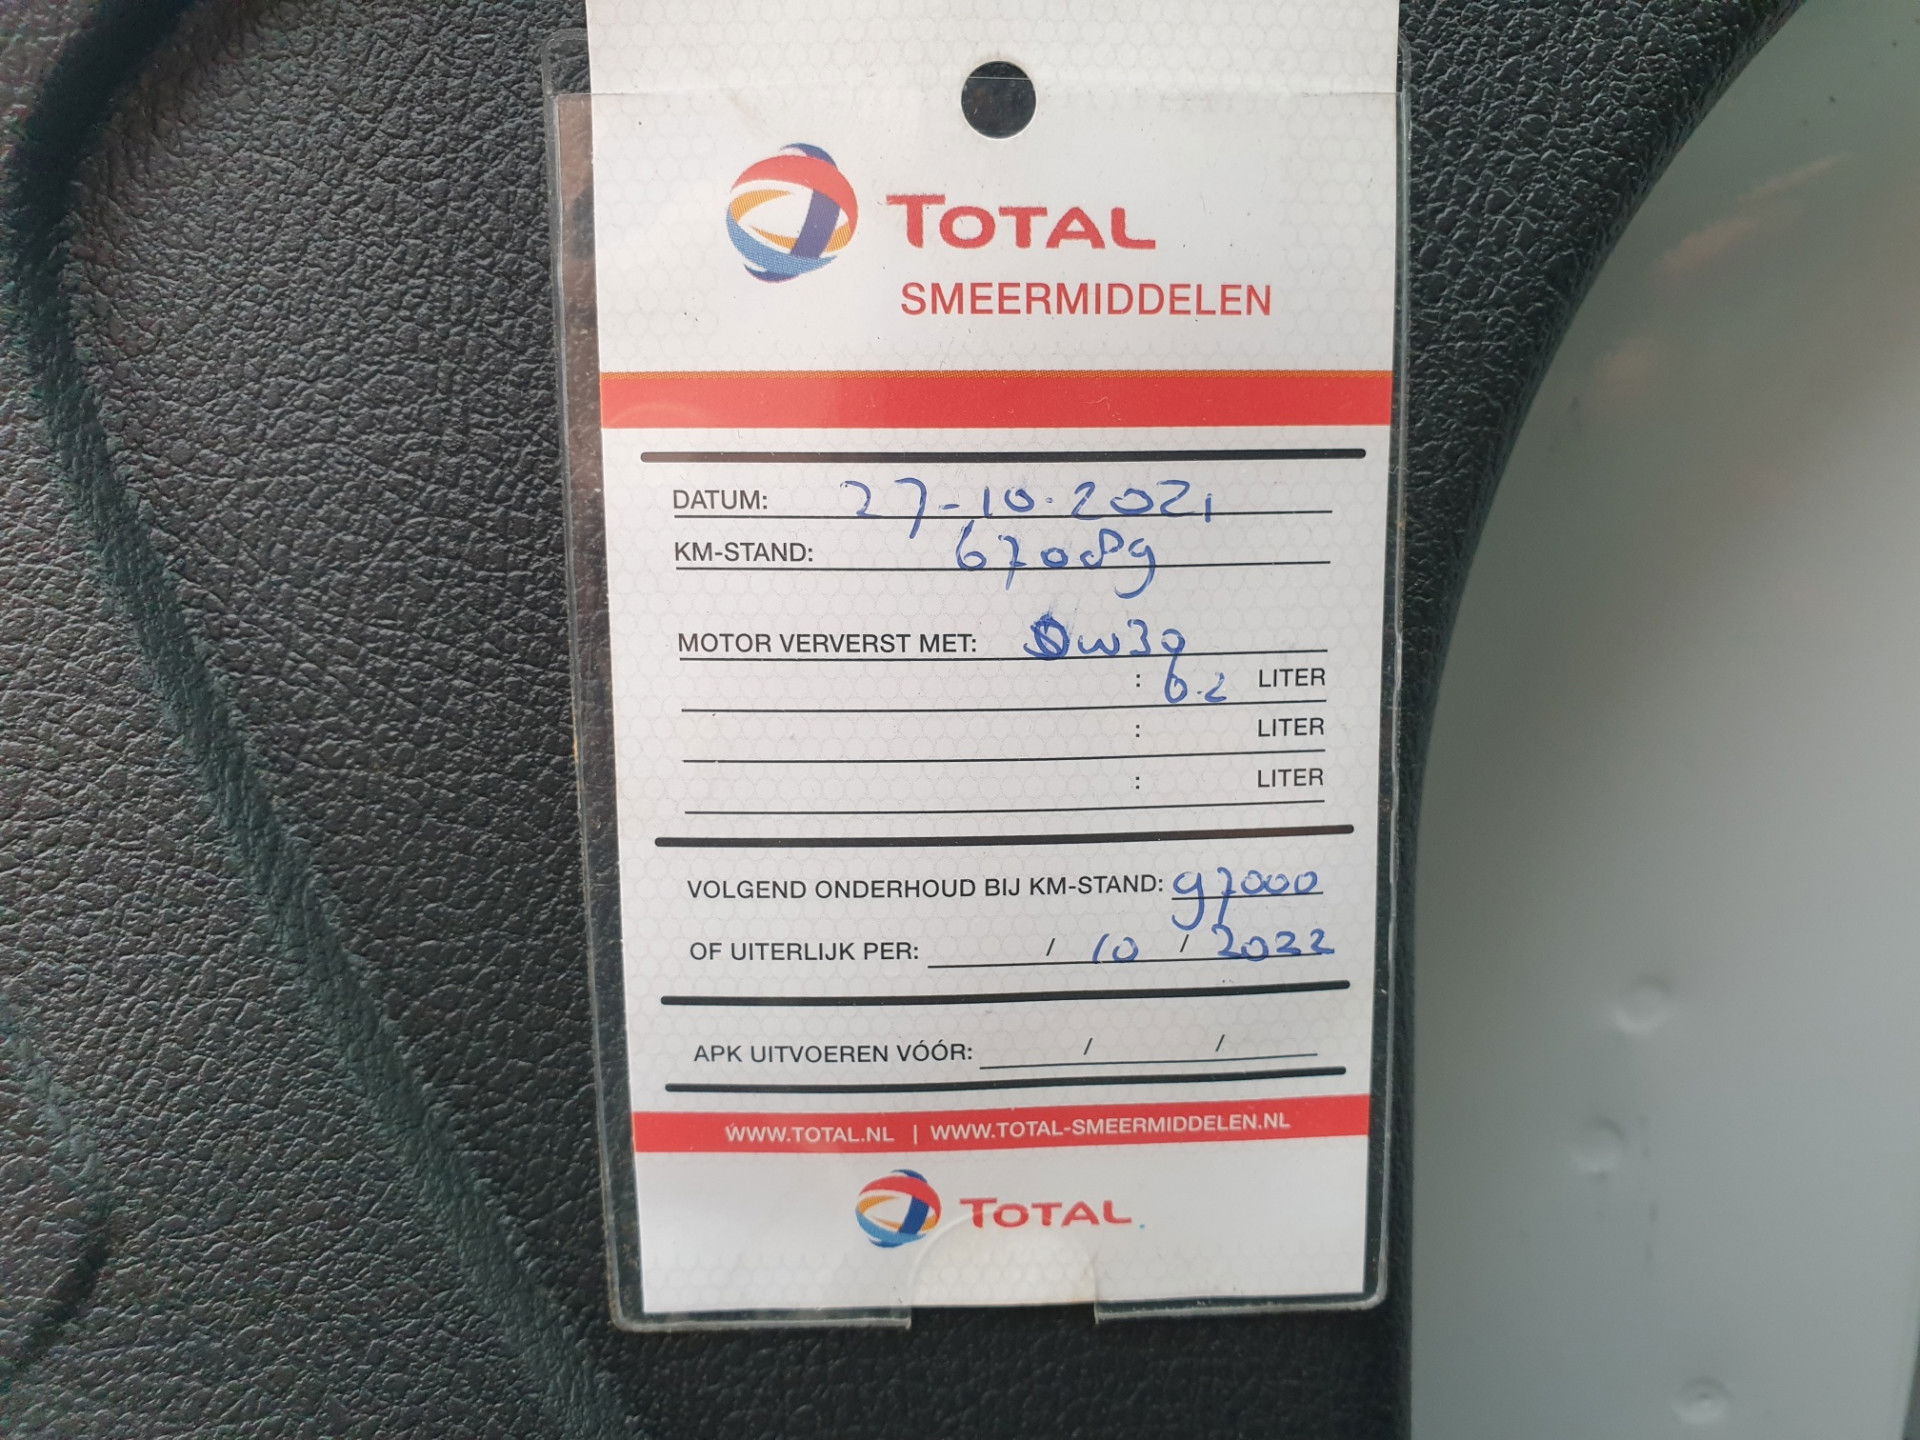 TOTAL
SMEERMIDDELEN
DATUM: 27-10-2021
KM-STAND: 67089
MOTOR VERVERST MET: 0W30
: 6.2 LITER
: LITER
: LITER
VOLGEND ONDERHOUD BIJ KM-STAND: 97000
OF UITERLIJK PER: / 10 / 2022
APK UITVOEREN VÓÓR: / /
WWW.TOTAL.NL | WWW.TOTAL-SMEERMIDDELEN.NL
TOTAL